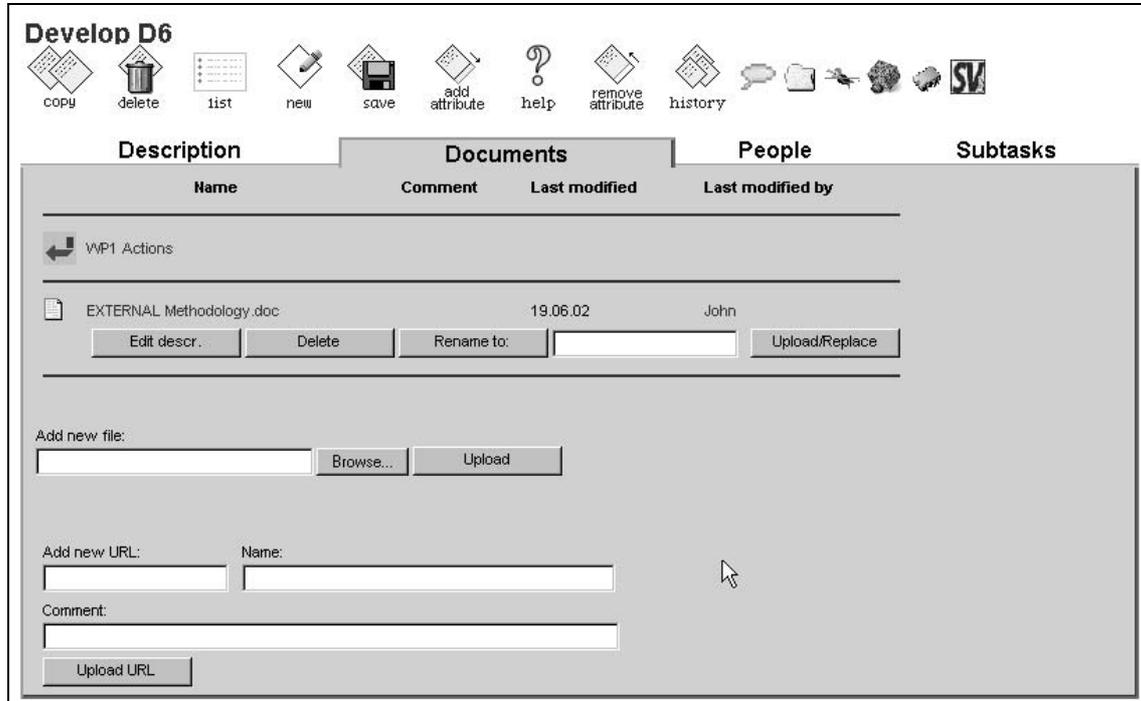 Develop D6
copy delete list new save add attribute help remove attribute history SV
Description Documents People Subtasks
Name Comment Last modified Last modified by
WP1 Actions
EXTERNAL Methodology.doc 19.06.02 John
Edit descr. Delete Rename to: Upload/Replace
Add new file:
Browse... Upload
Add new URL: Name:
Comment:
Upload URL